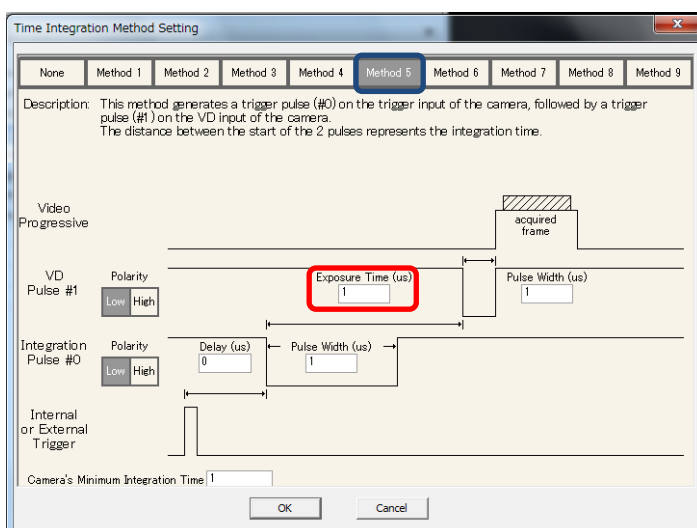 Time Integration Method Setting
None Method 1 Method 2 Method 3 Method 4 Method 5 Method 6 Method 7 Method 8 Method 9
Description: This method generates a trigger pulse (#0) on the trigger input of the camera, followed by a trigger
pulse (#1) on the VD input of the camera.
The distance between the start of the 2 pulses represents the integration time.
Video
Progressive
acquired
frame
VD
Pulse #1
Polarity
Low High
Exposure Time (us)
1
Pulse Width (us)
1
Integration
Pulse #0
Polarity
Low High
Delay (us)
0
Pulse Width (us)
1
Internal
or External
Trigger
Camera's Minimum Integration Time 1
OK Cancel